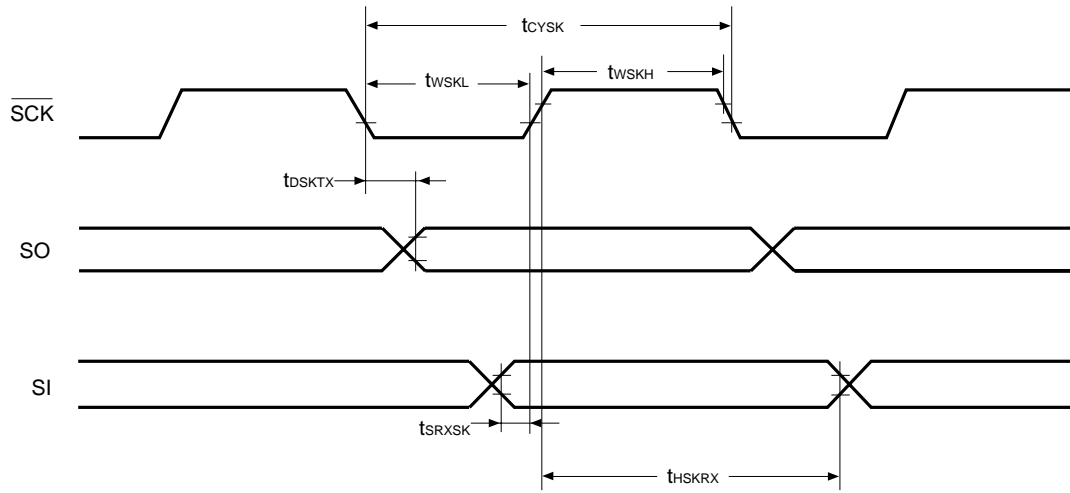 tCYSK
tWSKL
tWSKH
SCK
tDSKTX
SO
SI
tSRXSK
tHSKRX